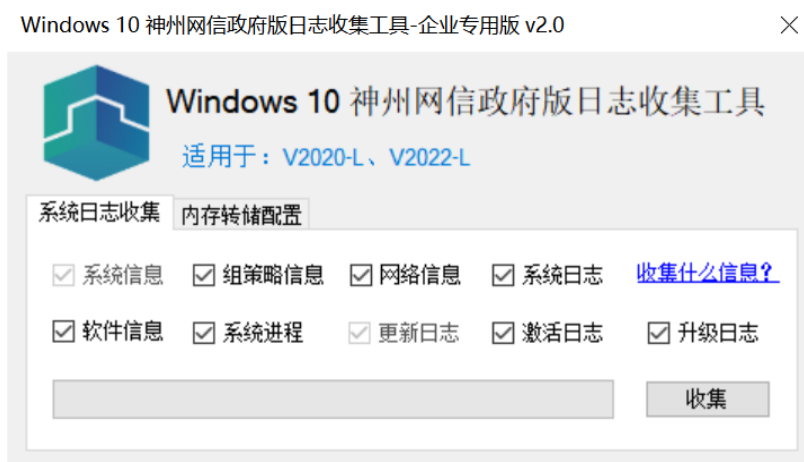 Windows 10 神州网信政府版日志收集工具-企业专用版 v2.0
Windows 10 神州网信政府版日志收集工具
适用于：V2020-L、V2022-L
系统日志收集 内存转储配置
系统信息 组策略信息 网络信息 系统日志 收集什么信息？
软件信息 系统进程 更新日志 激活日志 升级日志
收集